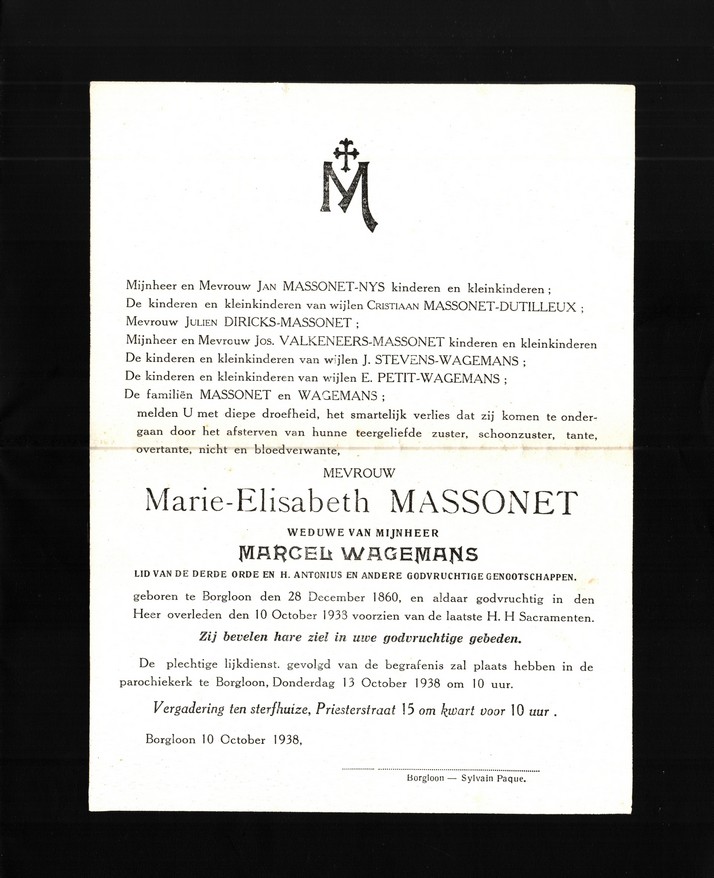 M
Mijnheer en Mevrouw JAN MASSONET-NYS kinderen en kleinkinderen ;
De kinderen en kleinkinderen van wijlen CRISTIAAN MASSONET-DUTILLEUX ;
Mevrouw JULIEN DIRICKS-MASSONET ;
Mijnheer en Mevrouw Jos. VALKENEERS-MASSONET kinderen en kleinkinderen
De kinderen en kleinkinderen van wijlen J. STEVENS-WAGEMANS ;
De kinderen en kleinkinderen van wijlen E. PETIT-WAGEMANS ;
De familiën MASSONET en WAGEMANS ;
melden U met diepe droefheid, het smartelijk verlies dat zij komen te onder-
gaan door het afsterven van hunne teergeliefde zuster, schoonzuster, tante,
overtante, nicht en bloedverwante,
MEVROUW
Marie-Elisabeth MASSONET
WEDUWE VAN MIJNHEER
MARCEL WAGEMANS
LID VAN DE DERDE ORDE EN H. ANTONIUS EN ANDERE GODVRUCHTIGE GENOOTSCHAPPEN.
geboren te Borgloon den 28 December 1860, en aldaar godvruchtig in den
Heer overleden den 10 October 1933 voorzien van de laatste H. H Sacramenten.
Zij bevelen hare ziel in uwe godvruchtige gebeden.
De plechtige lijkdienst. gevolgd van de begrafenis zal plaats hebben in de
parochiekerk te Borgloon, Donderdag 13 October 1938 om 10 uur.
Vergadering ten sterfhuize, Priesterstraat 15 om kwart voor 10 uur .
Borgloon 10 October 1938,
Borgloon — Sylvain Paque.